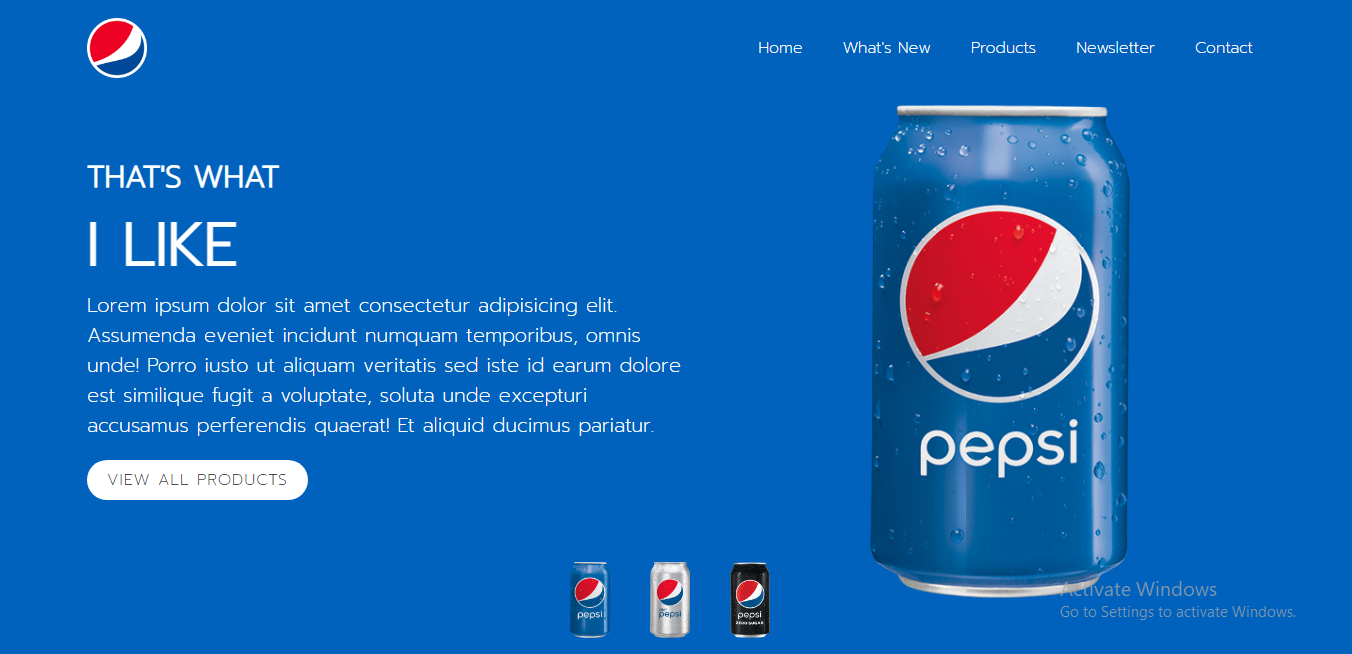 Home What's New Products Newsletter Contact
THAT'S WHAT
I LIKE
Lorem ipsum dolor sit amet consectetur adipisicing elit.
Assumenda eveniet incidunt numquam temporibus, omnis
unde! Porro iusto ut aliquam veritatis sed iste id earum dolore
est similique fugit a voluptate, soluta unde excepturi
accusamus perferendis quaerat! Et aliquid ducimus pariatur.
VIEW ALL PRODUCTS
pepsi
pepsi
pepsi
pepsi
ZERO SUGAR
Activate Windows
Go to Settings to activate Windows.